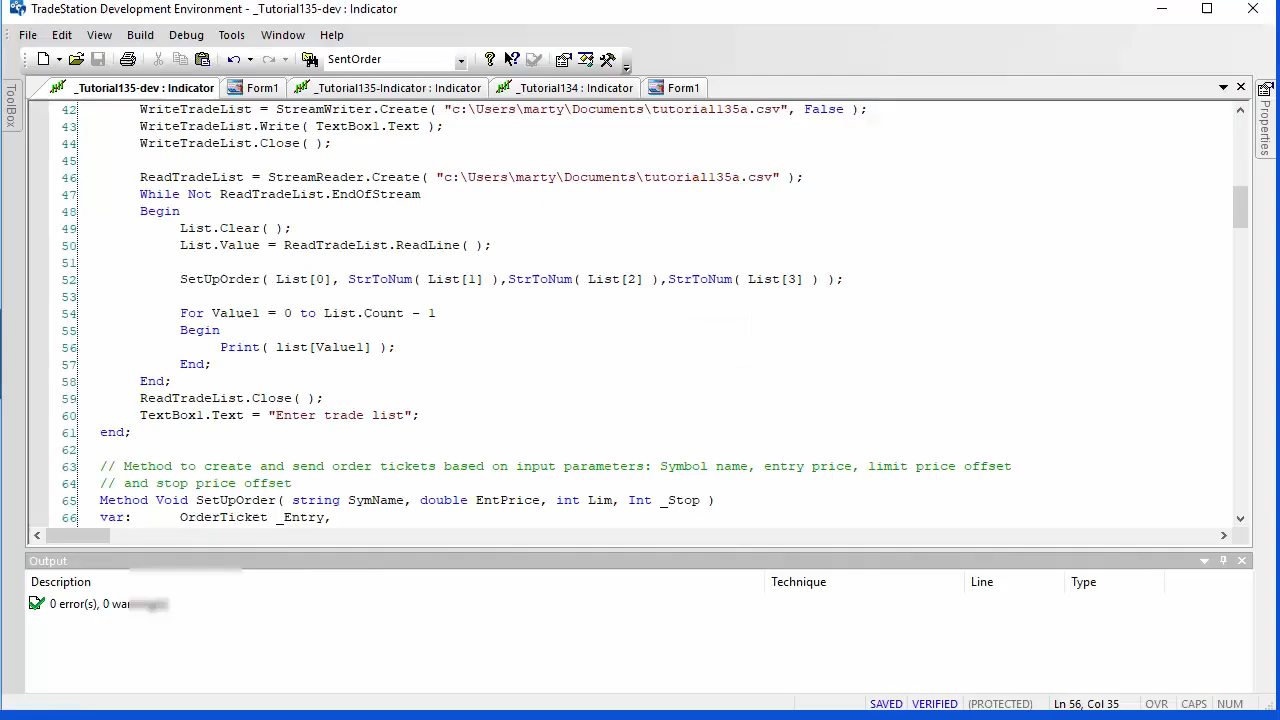 TradeStation Development Environment - _Tutorial135-dev : Indicator
File Edit View Build Debug Tools Window Help
SentOrder
_Tutorial135-dev : Indicator Form1 _Tutorial135-Indicator : Indicator _Tutorial134 : Indicator Form1
ToolBox
Properties
42 WriteTradeList = StreamWriter.Create( "c:\Users\marty\Documents\tutorial135a.csv", False );
43 WriteTradeList.Write( TextBox1.Text );
44 WriteTradeList.Close( );
45
46 ReadTradeList = StreamReader.Create( "c:\Users\marty\Documents\tutorial135a.csv" );
47 While Not ReadTradeList.EndOfStream
48 Begin
49 List.Clear( );
50 List.Value = ReadTradeList.ReadLine( );
51
52 SetUpOrder( List[0], StrToNum( List[1] ),StrToNum( List[2] ),StrToNum( List[3] ) );
53
54 For Value1 = 0 to List.Count - 1
55 Begin
56 Print( list[Value1] );
57 End;
58 End;
59 ReadTradeList.Close( );
60 TextBox1.Text = "Enter trade list";
61 end;
62
63 // Method to create and send order tickets based on input parameters: Symbol name, entry price, limit price offset
64 // and stop price offset
65 Method Void SetUpOrder( string SymName, double EntPrice, int Lim, Int _Stop )
66 var: OrderTicket _Entry,
Output
Description Technique Line Type
0 error(s), 0
SAVED VERIFIED (PROTECTED) Ln 56, Col 35 OVR CAPS NUM